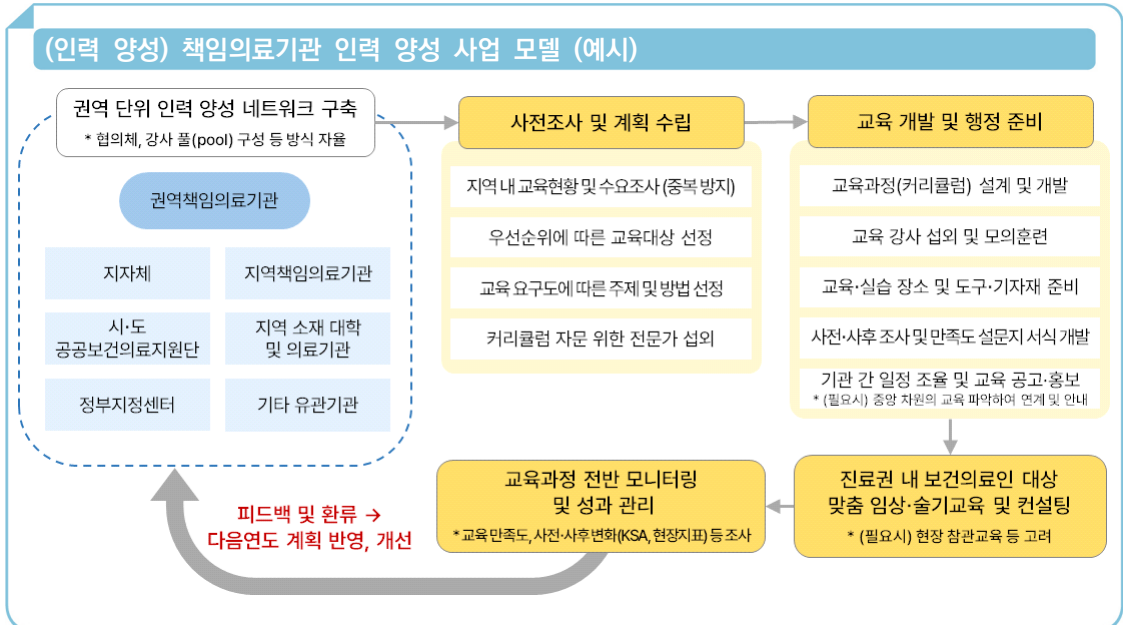 (인력 양성) 책임의료기관 인력 양성 사업 모델 (예시)
권역 단위 인력 양성 네트워크 구축
* 협의체, 강사 풀(pool) 구성 등 방식 자율
권역책임의료기관
지자체
지역책임의료기관
시·도
공공보건의료지원단
지역 소재 대학
및 의료기관
정부지정센터
기타 유관기관
사전조사 및 계획 수립
지역 내 교육현황 및 수요조사 (중복 방지)
우선순위에 따른 교육대상 선정
교육 요구도에 따른 주제 및 방법 선정
커리큘럼 자문 위한 전문가 섭외
교육 개발 및 행정 준비
교육과정(커리큘럼) 설계 및 개발
교육 강사 섭외 및 모의훈련
교육·실습 장소 및 도구·기자재 준비
사전·사후 조사 및 만족도 설문지 서식 개발
기관 간 일정 조율 및 교육 공고·홍보
* (필요시) 중앙 차원의 교육 파악하여 연계 및 안내
진료권 내 보건의료인 대상
맞춤 임상·술기교육 및 컨설팅
* (필요시) 현장 참관교육 등 고려
교육과정 전반 모니터링
및 성과 관리
* 교육 만족도, 사전·사후 변화(KSA, 현장지표) 등 조사
피드백 및 환류 →
다음연도 계획 반영, 개선